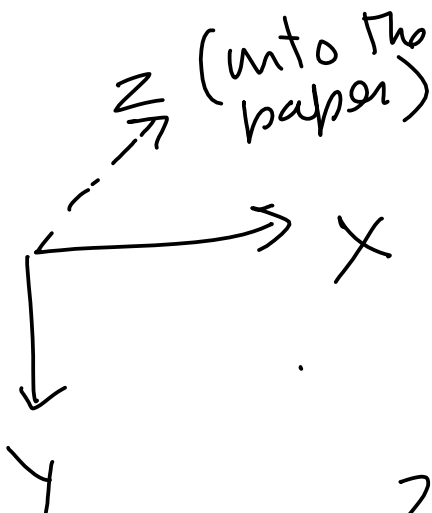 Z (into the
paper)
X
Y